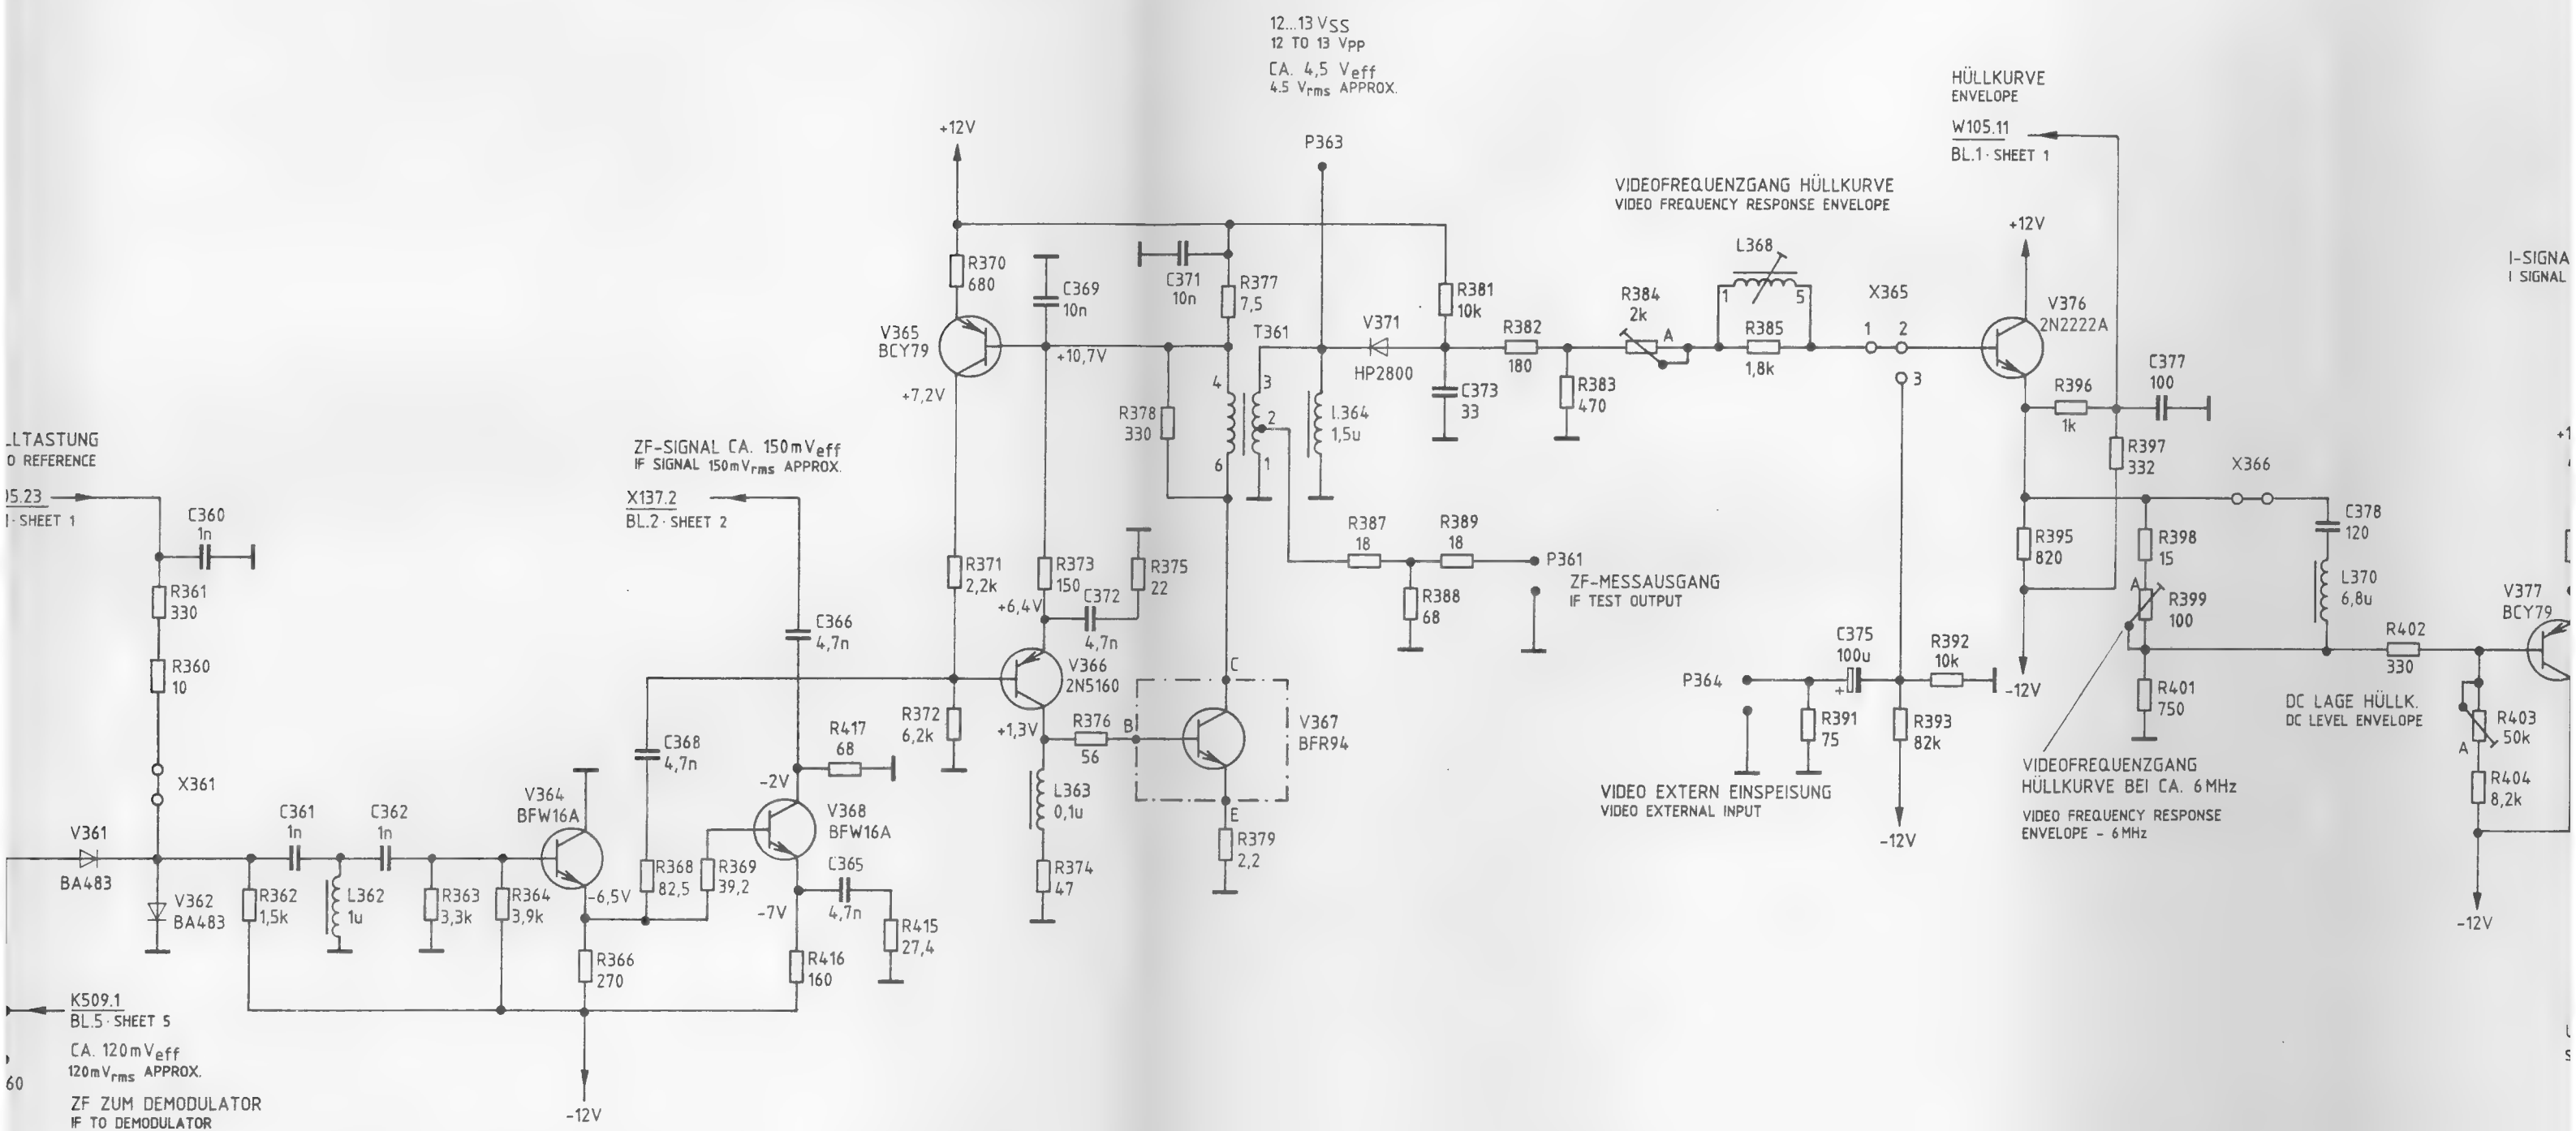 12...13 VSS
12 TO 13 Vpp
CA. 4,5 Veff
4.5 Vrms APPROX.
HÜLLKURVE
ENVELOPE
W105.11
BL.1 · SHEET 1
+12V
P363
VIDEOFREQUENZGANG HÜLLKURVE
VIDEO FREQUENCY RESPONSE ENVELOPE
+12V
L368
1 5
I-SIGNA
I SIGNAL
R370
680
C369
10n
C371
10n
R377
7,5
R381
10k
R384
2k
A
X365
1 2
3
V376
2N2222A
V365
BCY79
+10,7V
+7,2V
T361
4 3
2
6 1
V371
HP2800
R382
180
R385
1,8k
R383
470
C373
33
L364
1,5u
R378
330
R396
1k
C377
100
R397
332
X366
LLTASTUNG
O REFERENCE
05.23
· SHEET 1
C360
1n
R361
330
R360
10
X361
ZF-SIGNAL CA. 150mVeff
IF SIGNAL 150mVrms APPROX.
X137.2
BL.2 · SHEET 2
C366
4,7n
R371
2,2k
R373
150
+6,4V
C372
4,7n
R375
22
R387
18
R389
18
R388
68
P361
ZF-MESSAUSGANG
IF TEST OUTPUT
R395
820
R398
15
A
R399
100
C378
120
L370
6,8u
V377
BCY79
R402
330
-12V
R401
750
DC LAGE HÜLLK.
DC LEVEL ENVELOPE
R403
50k
A
R404
8,2k
-12V
V366
2N5160
C
B
E
V367
BFR94
R372
6,2k
+1,3V
R376
56
L363
0,1u
R374
47
R379
2,2
P364
C375
100u
+
R392
10k
R391
75
R393
82k
-12V
VIDEO EXTERN EINSPEISUNG
VIDEO EXTERNAL INPUT
VIDEOFREQUENZGANG
HÜLLKURVE BEI CA. 6MHz
VIDEO FREQUENCY RESPONSE
ENVELOPE - 6MHz
C368
4,7n
R417
68
-2V
V368
BFW16A
V364
BFW16A
C361
1n
C362
1n
V361
BA483
V362
BA483
R362
1,5k
L362
1u
R363
3,3k
R364
3,9k
-6,5V
R368
82,5
R369
39,2
C365
4,7n
-7V
R415
27,4
R366
270
R416
160
-12V
K509.1
BL.5 · SHEET 5
CA. 120mVeff
120mVrms APPROX.
60
ZF ZUM DEMODULATOR
IF TO DEMODULATOR